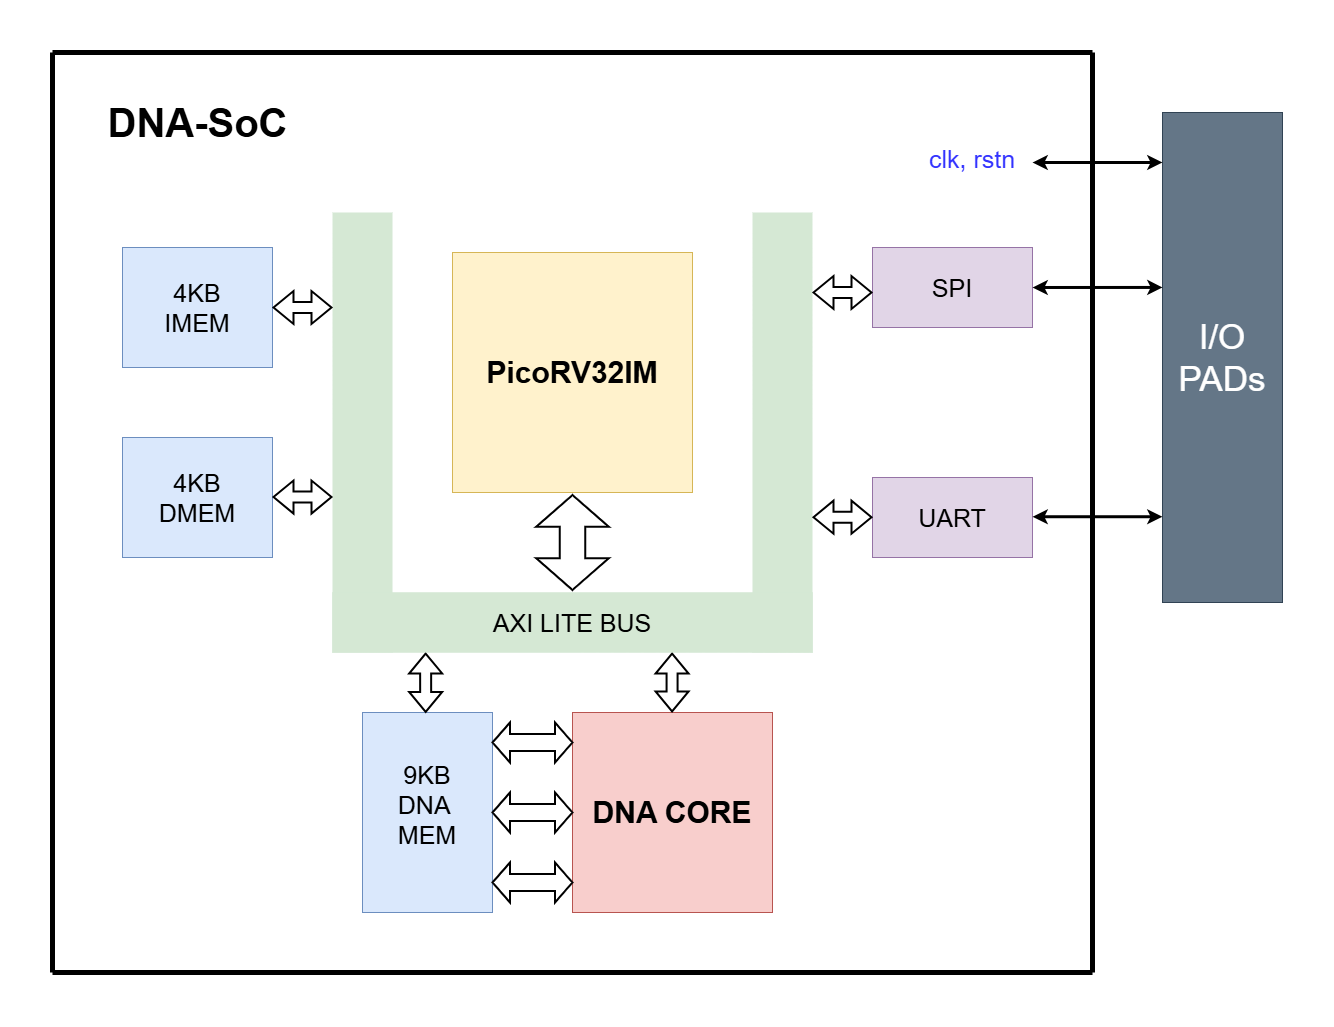 DNA-SoC
clk, rstn
4KB
IMEM
PicoRV32IM
SPI
I/O
PADs
4KB
DMEM
UART
AXI LITE BUS
9KB
DNA
MEM
DNA CORE